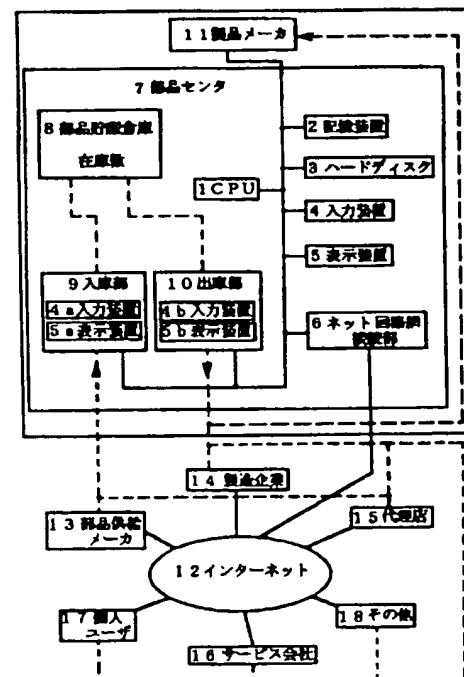 11製品メーカ
7部品センタ
8部品貯蔵倉庫
在庫数
2記憶装置
3ハードディスク
1CPU
4入力装置
5表示装置
9入庫部
4a入力装置
5a表示装置
10出庫部
4b入力装置
5b表示装置
6ネット回路網
接続部
14製造企業
13部品供給
メーカ
15代理店
12インターネット
17個人
ユーザ
18その他
16サービス会社